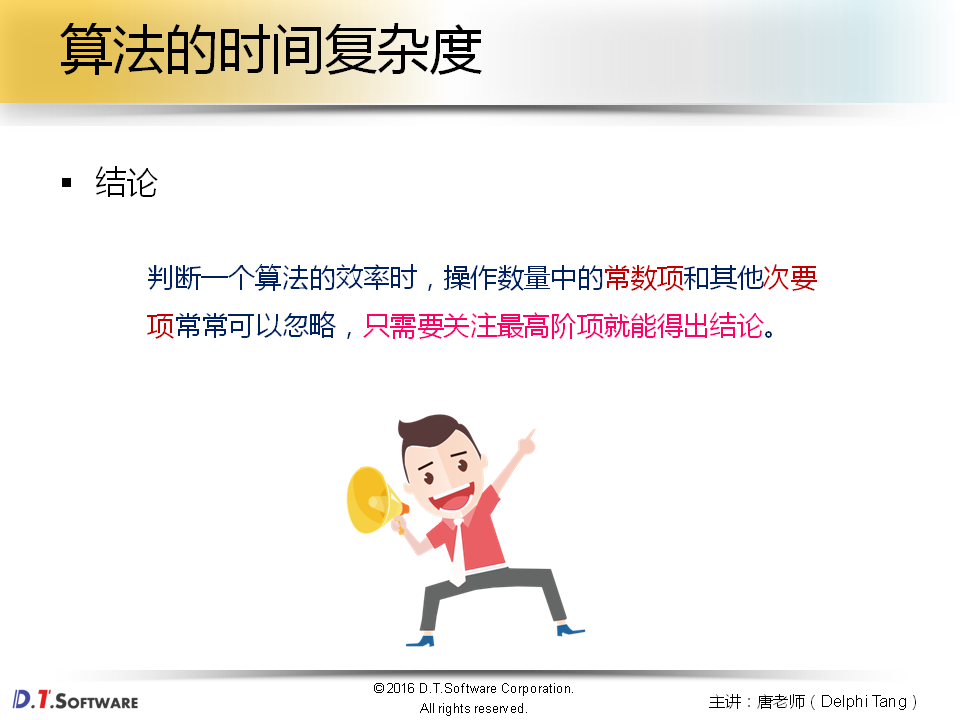 算法的时间复杂度
▪ 结论
判断一个算法的效率时，操作数量中的常数项和其他次要
项常常可以忽略，只需要关注最高阶项就能得出结论。
D.T.SOFTWARE
©2016 D.T.Software Corporation.
All rights reserved.
主讲：唐老师（Delphi Tang）